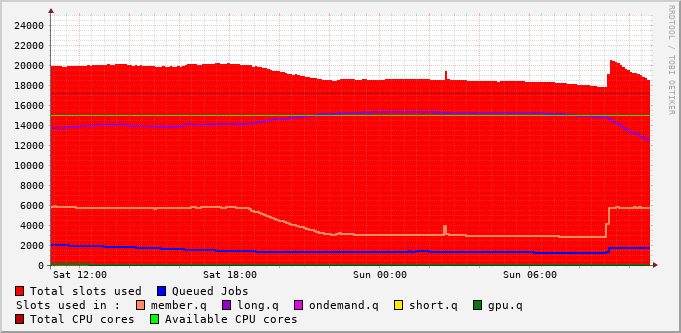 24000
22000
20000
18000
16000
14000
12000
10000
8000
6000
4000
2000
0
Sat 12:00 Sat 18:00 Sun 00:00 Sun 06:00
Total slots used Queued Jobs
Slots used in : member.q long.q ondemand.q short.q gpu.q
Total CPU cores Available CPU cores
RRDTOOL / TOBI OETIKER